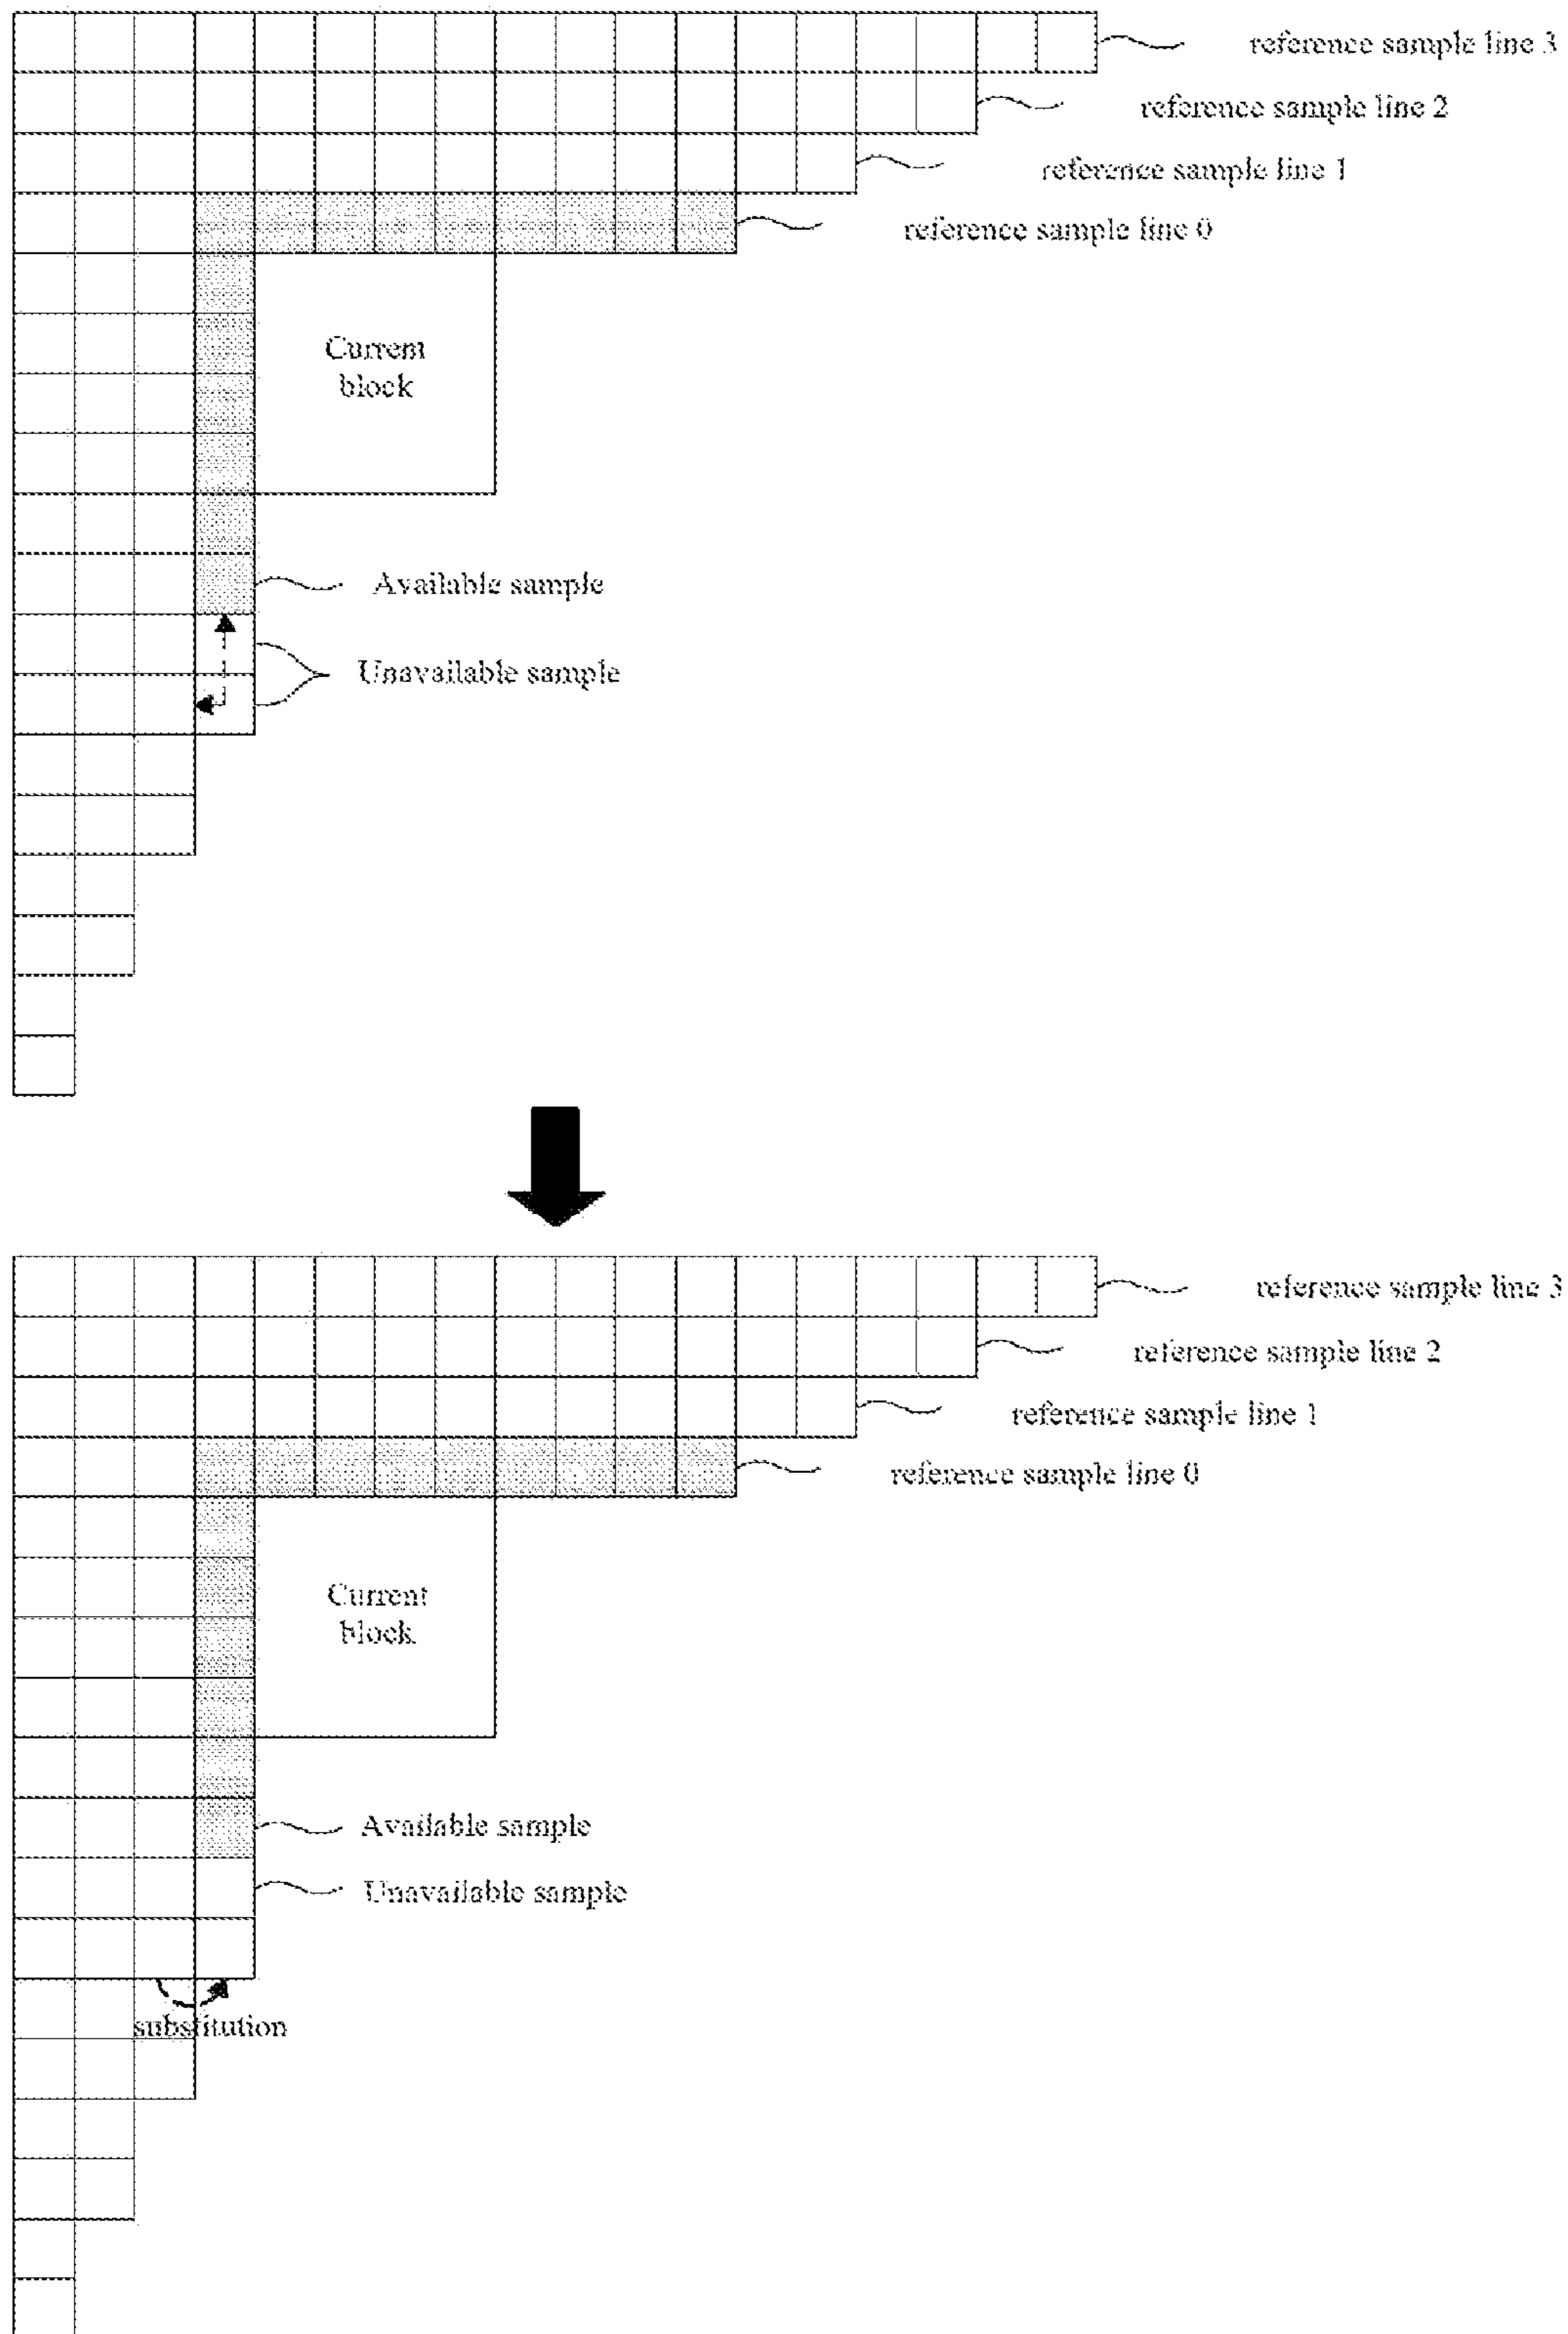 reference sample line 3
reference sample line 2
reference sample line 1
reference sample line 0
Current
block
Available sample
Unavailable sample
reference sample line 3
reference sample line 2
reference sample line 1
reference sample line 0
Current
block
Available sample
Unavailable sample
substitution